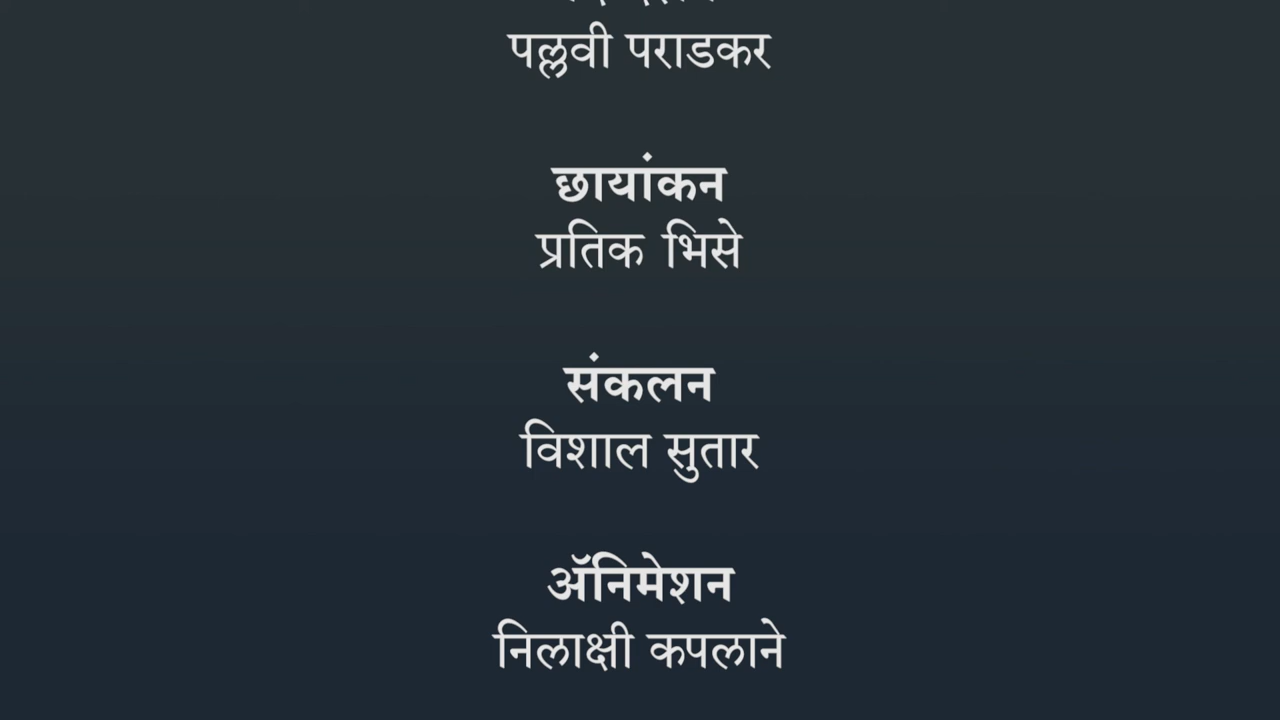 पल्लवी पराडकर
छायांकन
प्रतिक भिसे
संकलन
विशाल सुतार
ॲनिमेशन
निलाक्षी कपलाने